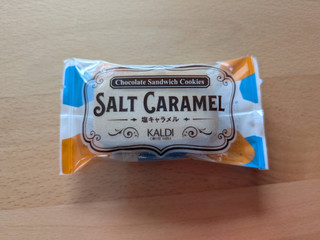 Chocolate Sandwich Cookies
SALT CARAMEL
塩キャラメル
KALDI